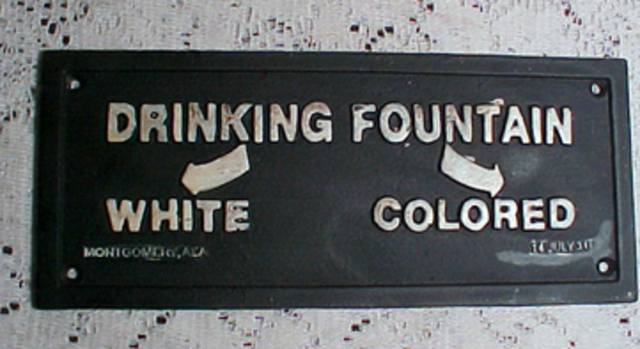 DRINKING FOUNTAIN
WHITE COLORED
MONTGOMERY, ALA